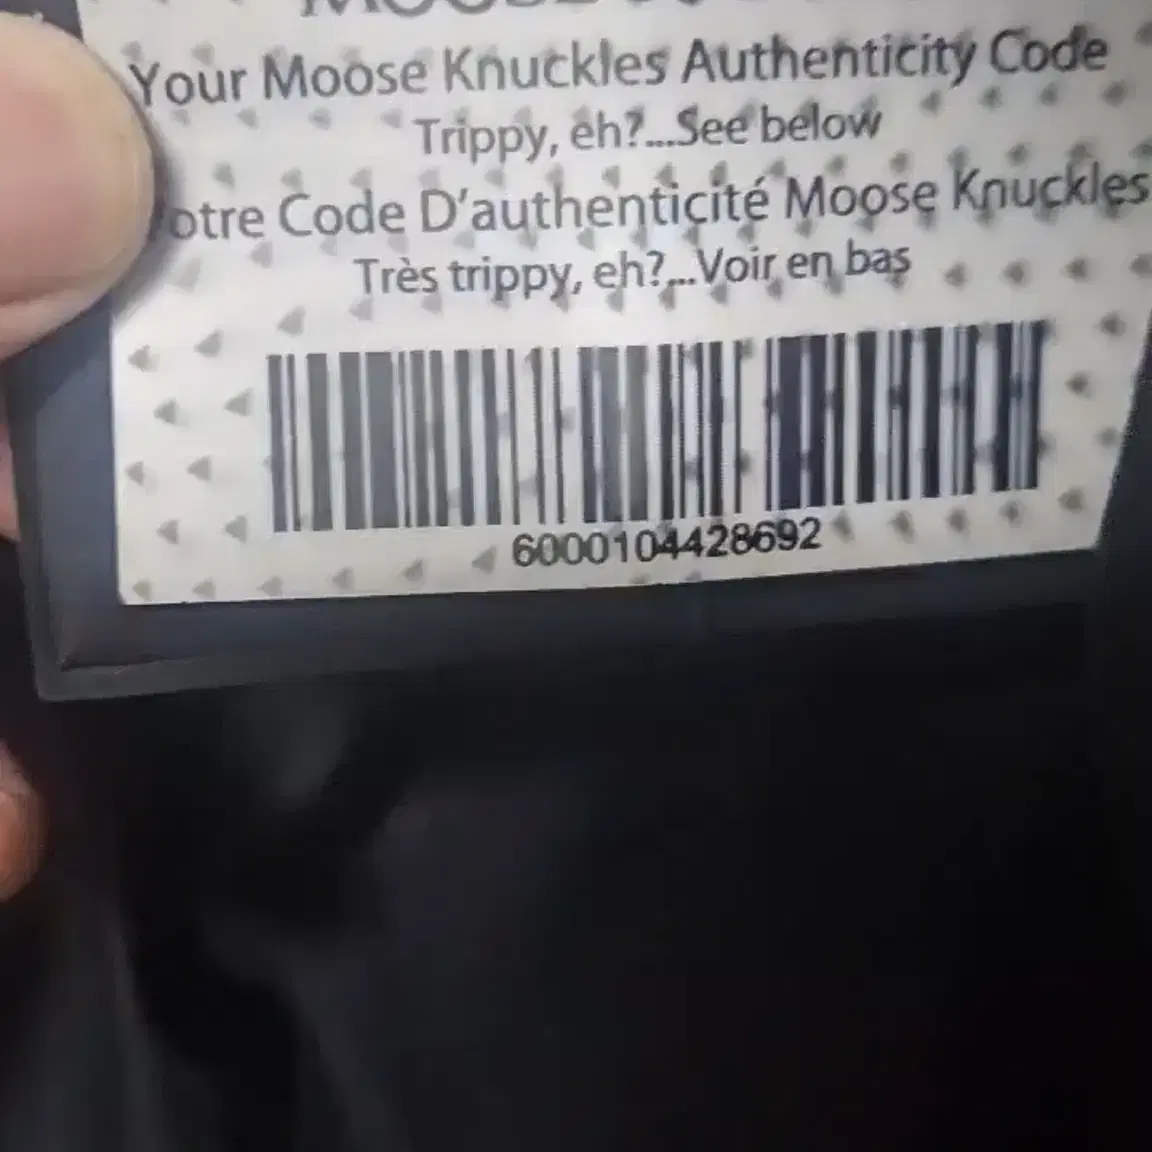 Your Moose Knuckles Authenticity Code
Trippy, eh?...See below
otre Code D'authenticité Moose Knuckles
Très trippy, eh?...Voir en bas
6000104428692